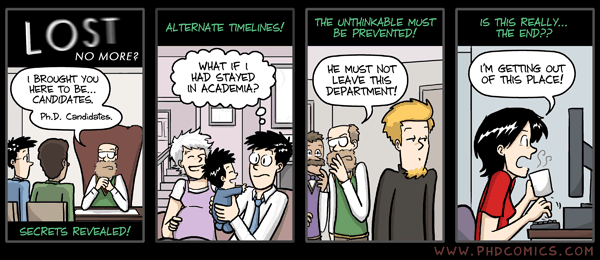 LOST
NO MORE?
I BROUGHT YOU
HERE TO BE...
CANDIDATES.
Ph.D. Candidates.
SECRETS REVEALED!
ALTERNATE TIMELINES!
WHAT IF I
HAD STAYED
IN ACADEMIA?
THE UNTHINKABLE MUST
BE PREVENTED!
HE MUST NOT
LEAVE THIS
DEPARTMENT!
IS THIS REALLY...
THE END??
I'M GETTING OUT
OF THIS PLACE!
WWW.PHDCOMICS.COM